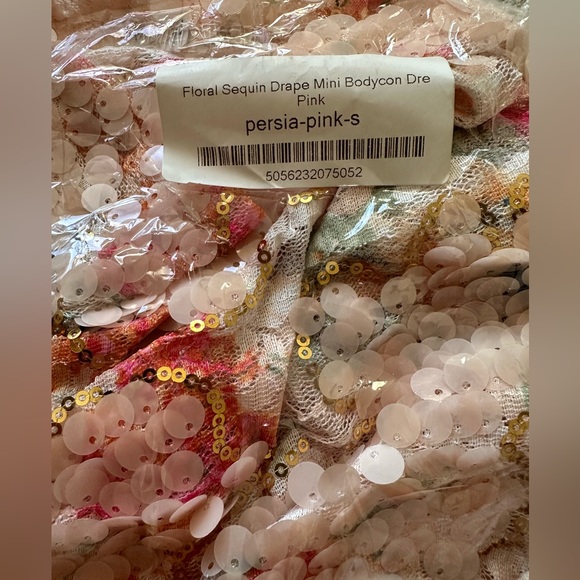 Floral Sequin Drape Mini Bodycon Dre
Pink
persia-pink-s
5056232075052